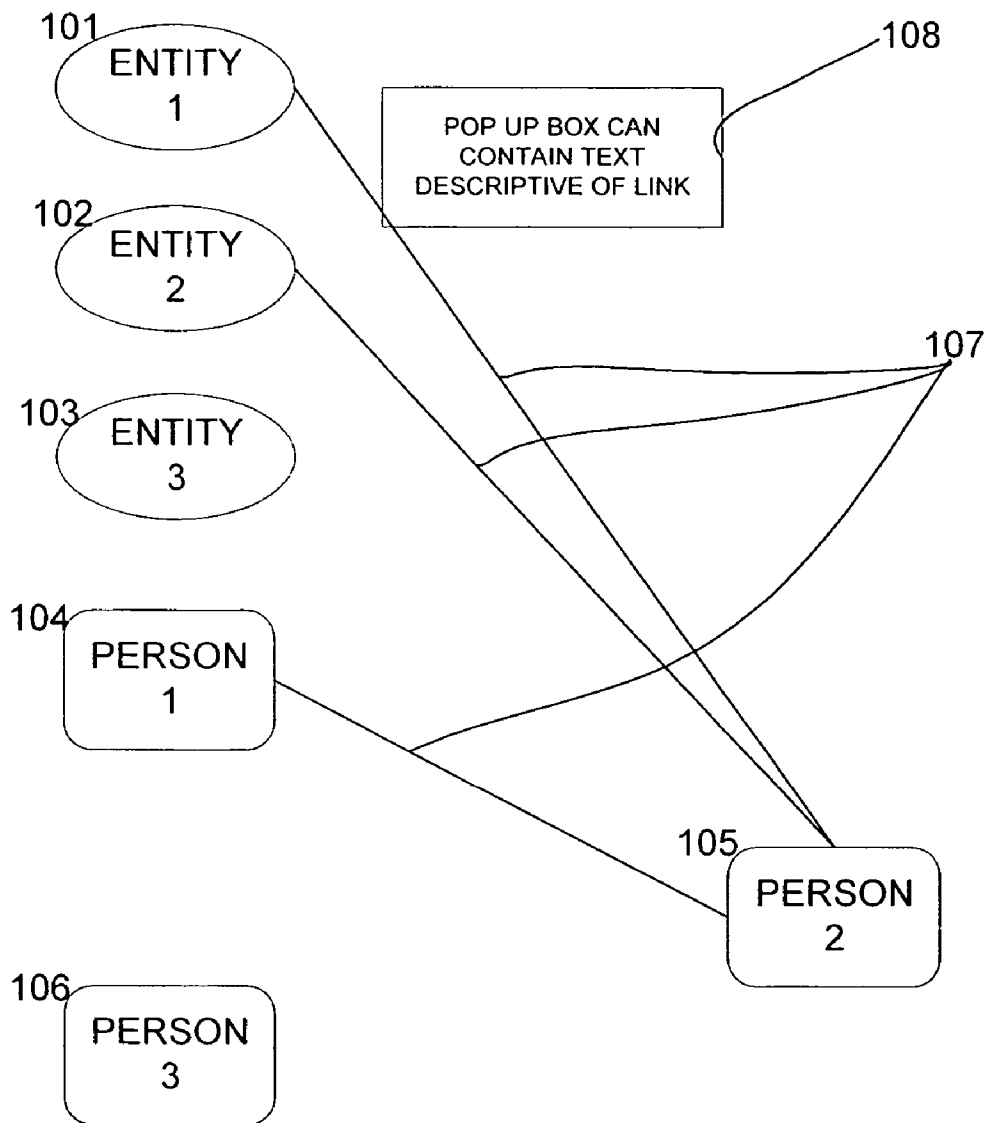 101
ENTITY
1
108
POP UP BOX CAN
CONTAIN TEXT
DESCRIPTIVE OF LINK
102
ENTITY
2
107
103
ENTITY
3
104
PERSON
1
105
PERSON
2
106
PERSON
3